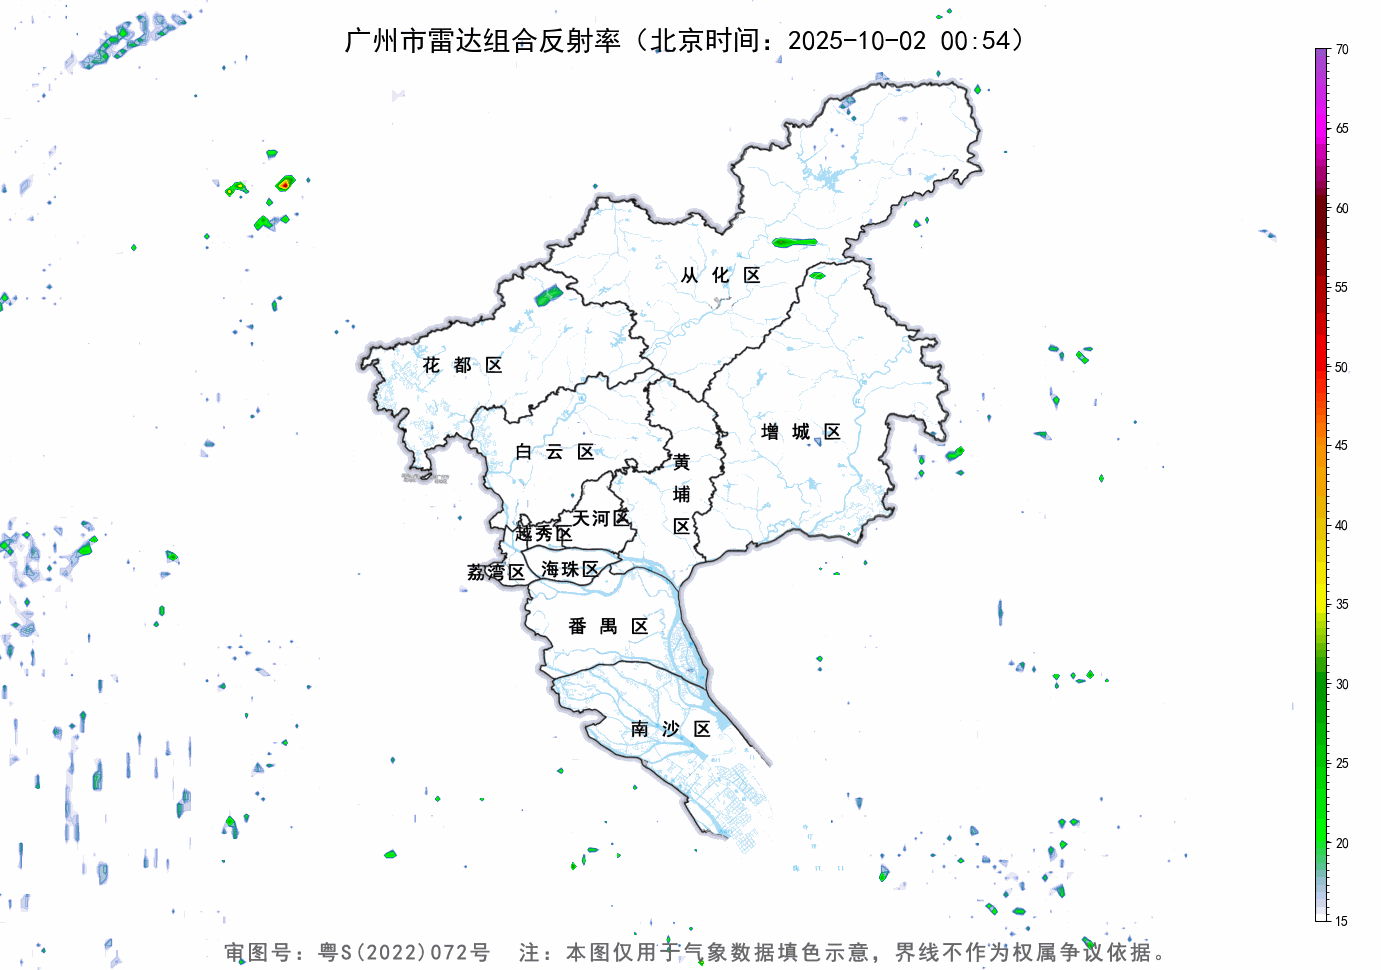 广州市雷达组合反射率（北京时间：2025-10-02 00:54）
70
65
60
55
50
45
40
35
30
25
20
15
从化区
花都区
增城区
白云区
黄埔区
天河区
越秀区
荔湾区
海珠区
番禺区
南沙区
审图号：粤S(2022)072号 注：本图仅用于气象数据填色示意，界线不作为权属争议依据。